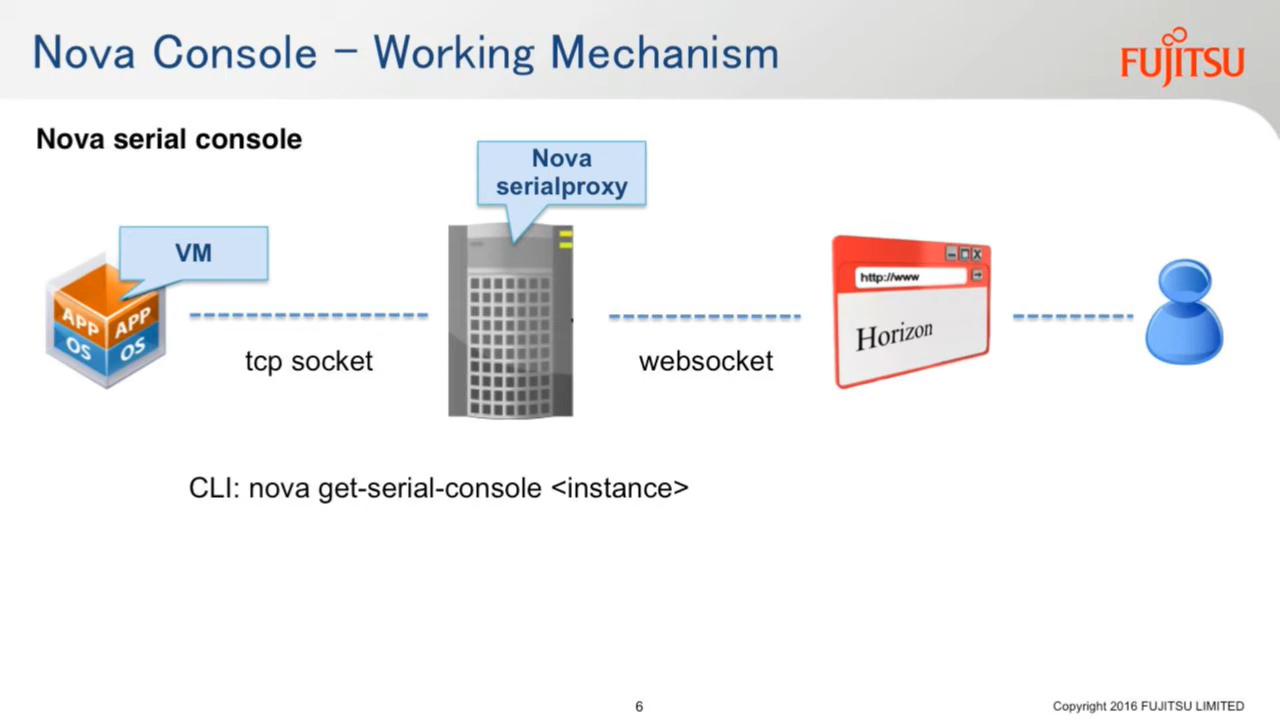 Nova Console – Working Mechanism
FUJITSU
Nova serial console
Nova
serialproxy
VM
http://www
APP
APP
OS
OS
Horizon
tcp socket
websocket
CLI: nova get-serial-console <instance>
6
Copyright 2016 FUJITSU LIMITED